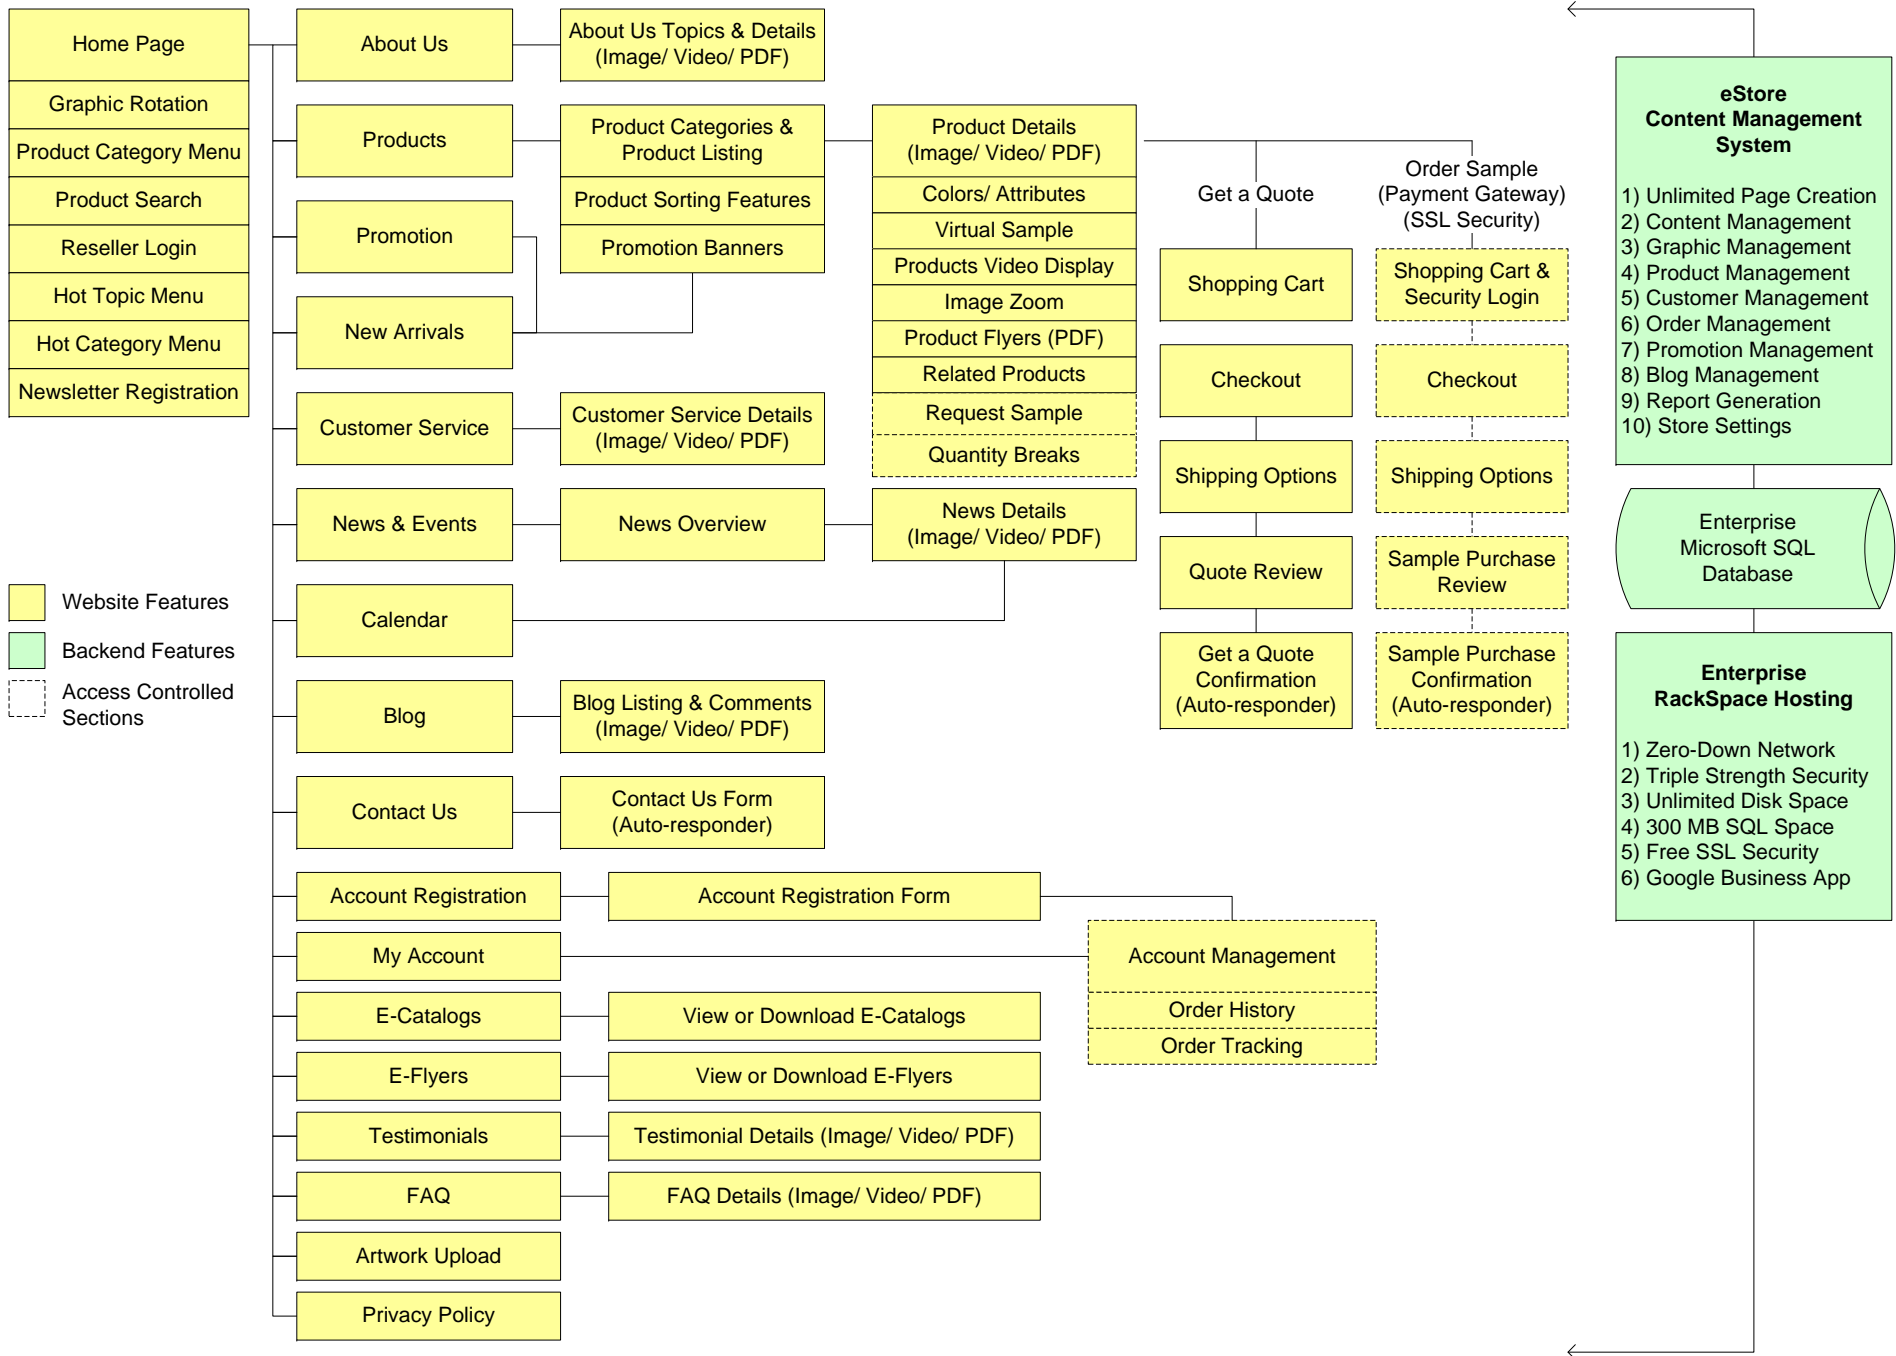 Home Page
Graphic Rotation
Product Category Menu
Product Search
Reseller Login
Hot Topic Menu
Hot Category Menu
Newsletter Registration
Website Features
Backend Features
Access Controlled
Sections
About Us
About Us Topics & Details
(Image/ Video/ PDF)
Products
Product Categories &
Product Listing
Product Sorting Features
Promotion Banners
Product Details
(Image/ Video/ PDF)
Colors/ Attributes
Virtual Sample
Products Video Display
Image Zoom
Product Flyers (PDF)
Related Products
Request Sample
Quantity Breaks
Promotion
New Arrivals
Customer Service
Customer Service Details
(Image/ Video/ PDF)
News & Events
News Overview
News Details
(Image/ Video/ PDF)
Calendar
Blog
Blog Listing & Comments
(Image/ Video/ PDF)
Contact Us
Contact Us Form
(Auto-responder)
Account Registration
Account Registration Form
My Account
Account Management
Order History
Order Tracking
E-Catalogs
View or Download E-Catalogs
E-Flyers
View or Download E-Flyers
Testimonials
Testimonial Details (Image/ Video/ PDF)
FAQ
FAQ Details (Image/ Video/ PDF)
Artwork Upload
Privacy Policy
Get a Quote
Shopping Cart
Checkout
Shipping Options
Quote Review
Get a Quote
Confirmation
(Auto-responder)
Order Sample
(Payment Gateway)
(SSL Security)
Shopping Cart &
Security Login
Checkout
Shipping Options
Sample Purchase
Review
Sample Purchase
Confirmation
(Auto-responder)
eStore
Content Management
System
1) Unlimited Page Creation
2) Content Management
3) Graphic Management
4) Product Management
5) Customer Management
6) Order Management
7) Promotion Management
8) Blog Management
9) Report Generation
10) Store Settings
Enterprise
Microsoft SQL
Database
Enterprise
RackSpace Hosting
1) Zero-Down Network
2) Triple Strength Security
3) Unlimited Disk Space
4) 300 MB SQL Space
5) Free SSL Security
6) Google Business App